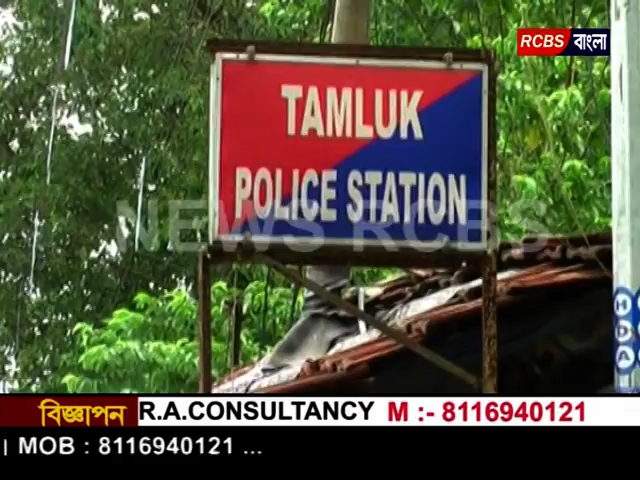 RCBS বাংলা
TAMLUK
POLICE STATION
NEWS RCBS
বিজ্ঞাপন R.A.CONSULTANCY M :- 8116940121
। MOB : 8116940121 ...